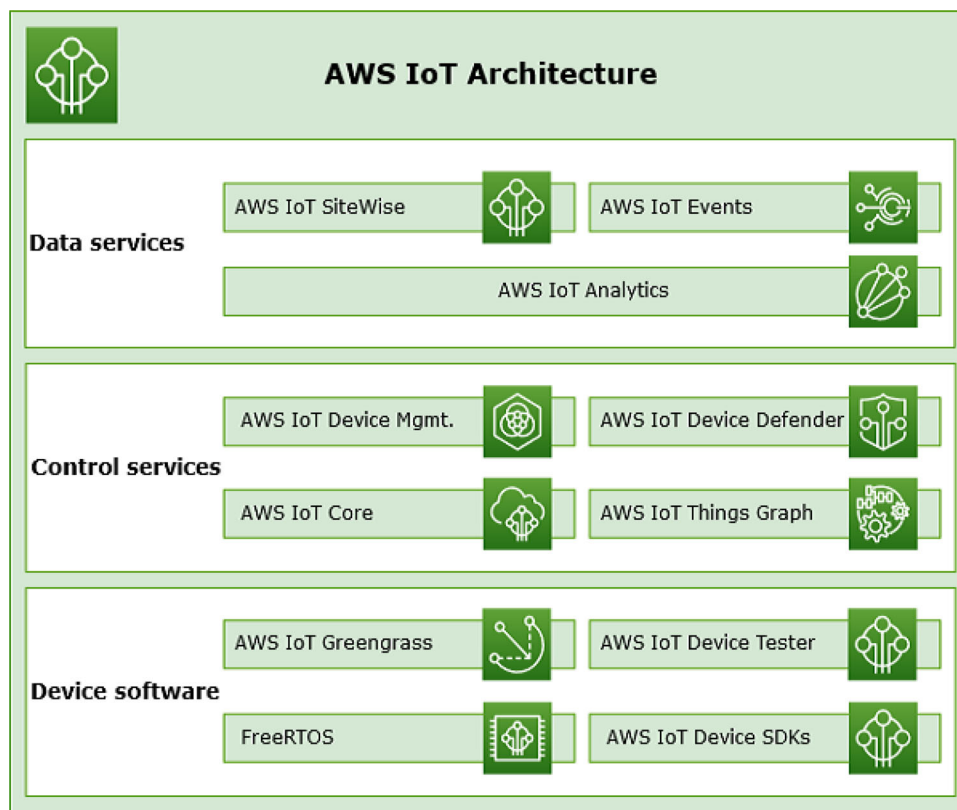 AWS IoT Architecture
Data services
AWS IoT SiteWise
AWS IoT Events
AWS IoT Analytics
Control services
AWS IoT Device Mgmt.
AWS IoT Device Defender
AWS IoT Core
AWS IoT Things Graph
Device software
AWS IoT Greengrass
AWS IoT Device Tester
FreeRTOS
AWS IoT Device SDKs